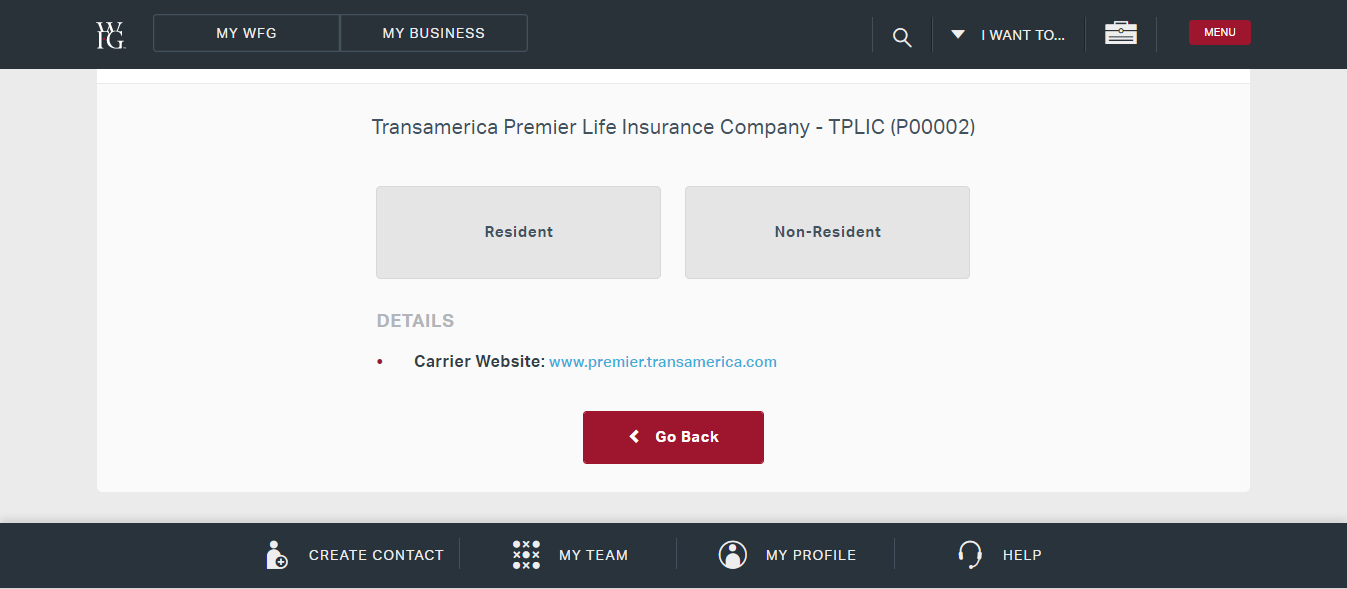 WFG MY WFG MY BUSINESS I WANT TO... MENU
Transamerica Premier Life Insurance Company - TPLIC (P00002)
Resident Non-Resident
DETAILS
• Carrier Website: www.premier.transamerica.com
Go Back
CREATE CONTACT MY TEAM MY PROFILE HELP